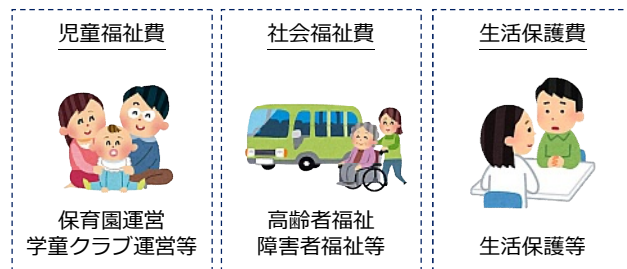 児童福祉費
保育園運営
学童クラブ運営等
社会福祉費
高齢者福祉
障害者福祉等
生活保護費
生活保護等